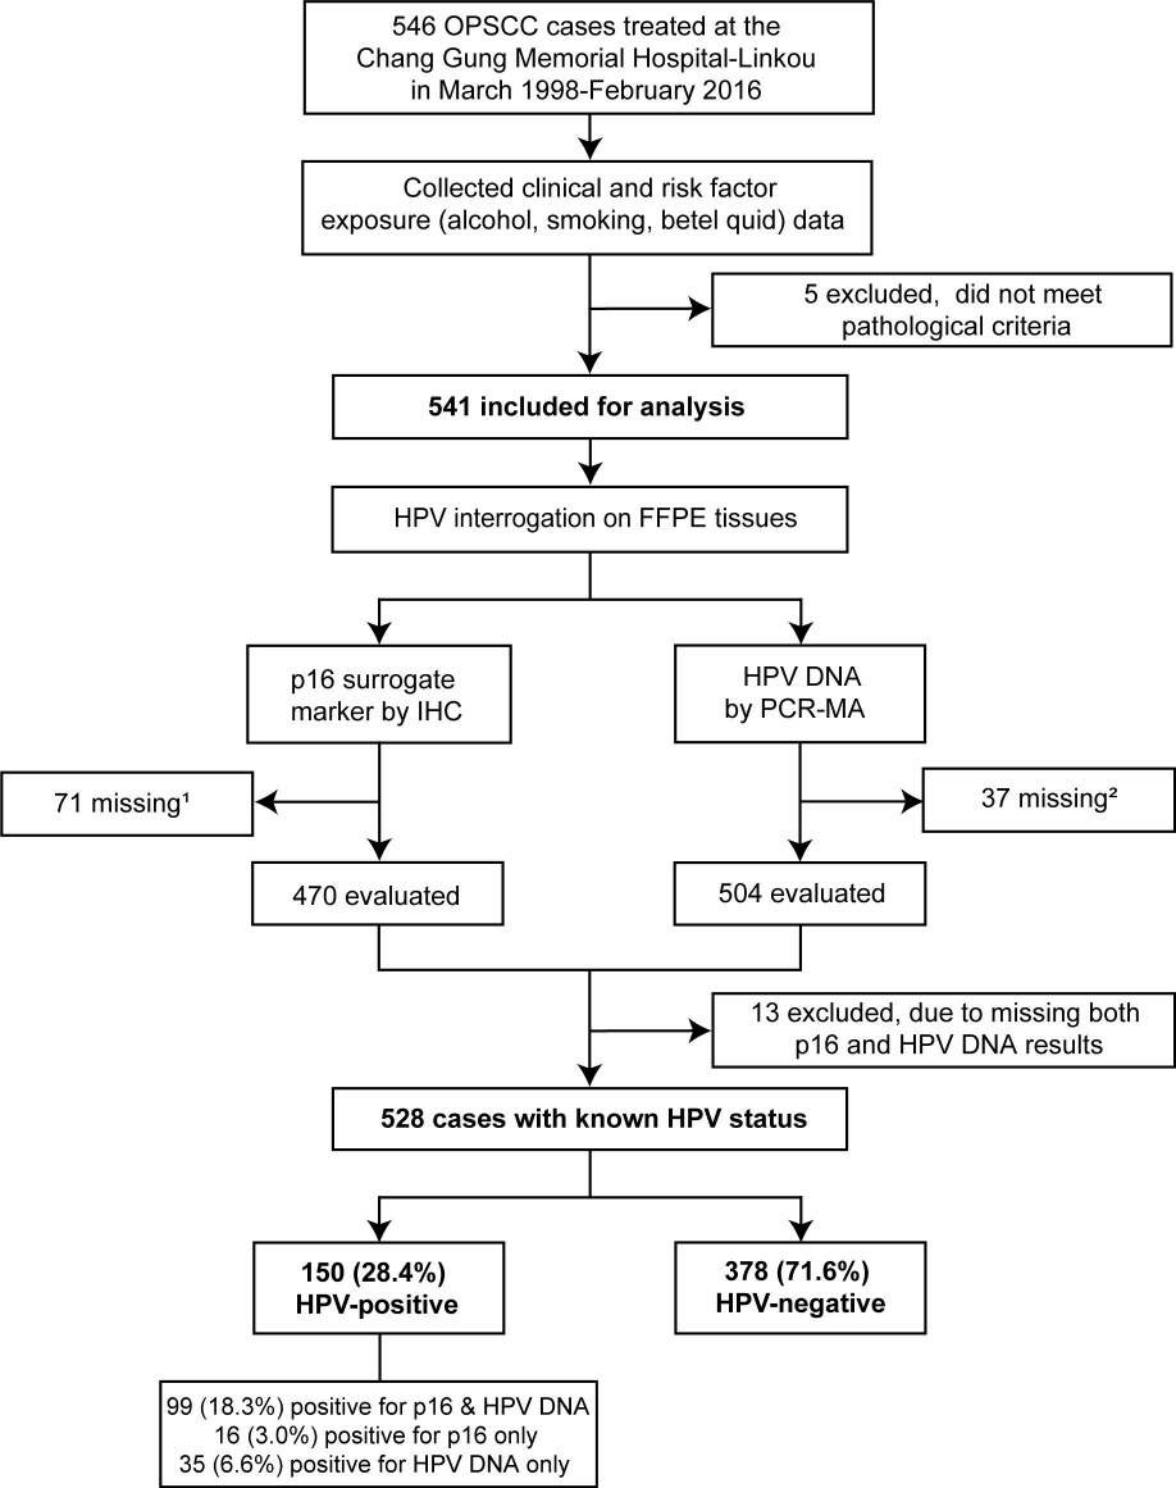 546 OPSCC cases treated at the
Chang Gung Memorial Hospital-Linkou
in March 1998-February 2016
Collected clinical and risk factor
exposure (alcohol, smoking, betel quid) data
5 excluded, did not meet
pathological criteria
541 included for analysis
HPV interrogation on FFPE tissues
p16 surrogate
marker by IHC
HPV DNA
by PCR-MA
71 missing¹
37 missing²
470 evaluated
504 evaluated
13 excluded, due to missing both
p16 and HPV DNA results
528 cases with known HPV status
150 (28.4%)
HPV-positive
378 (71.6%)
HPV-negative
99 (18.3%) positive for p16 & HPV DNA
16 (3.0%) positive for p16 only
35 (6.6%) positive for HPV DNA only